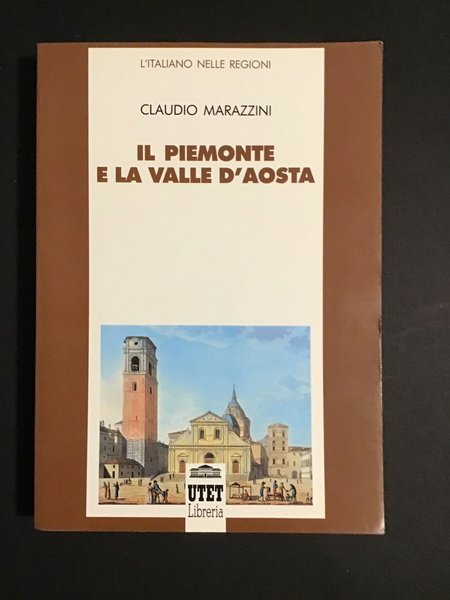 L'ITALIANO NELLE REGIONI
CLAUDIO MARAZZINI
IL PIEMONTE
E LA VALLE D'AOSTA
UTET
Libreria